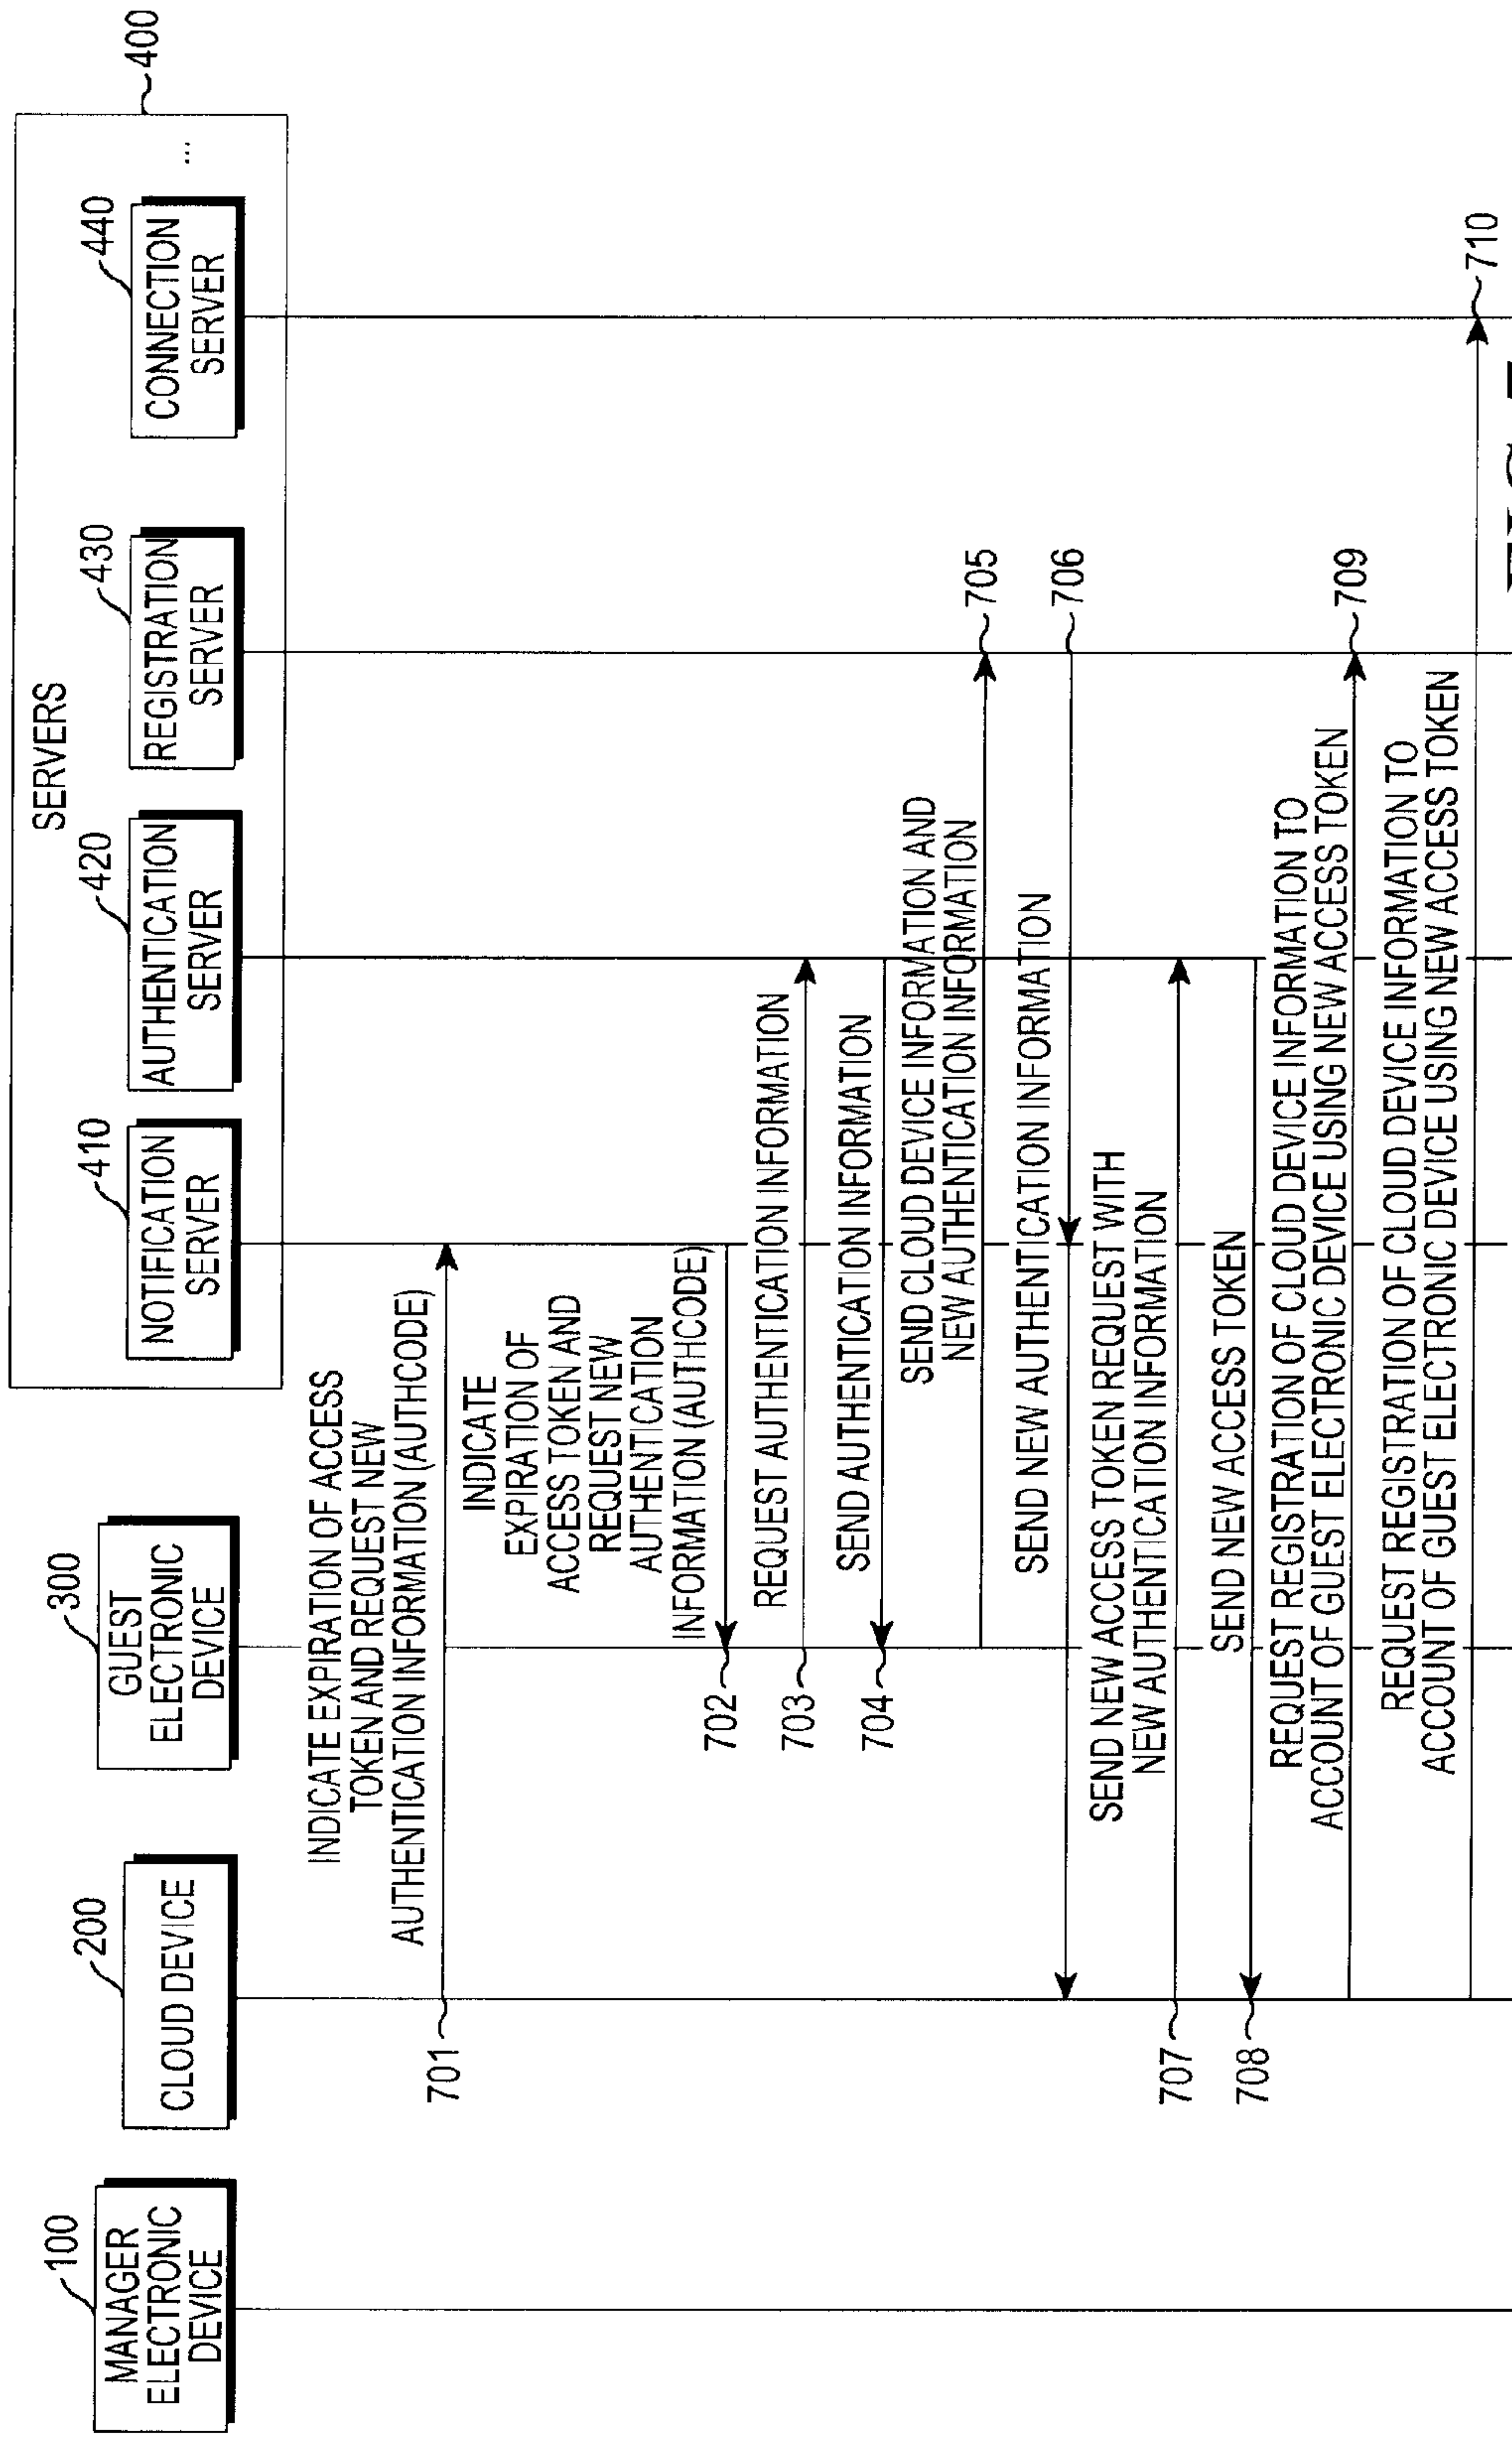 SERVERS
400
100
MANAGER
ELECTRONIC
DEVICE
200
CLOUD DEVICE
300
GUEST
ELECTRONIC
DEVICE
410
NOTIFICATION
SERVER
420
AUTHENTICATION
SERVER
430
REGISTRATION
SERVER
440
CONNECTION
SERVER
...
INDICATE EXPIRATION OF ACCESS
TOKEN AND REQUEST NEW
AUTHENTICATION INFORMATION (AUTHCODE)
701
INDICATE
EXPIRATION OF
ACCESS TOKEN AND
REQUEST NEW
AUTHENTICATION
INFORMATION (AUTHCODE)
702
REQUEST AUTHENTICATION INFORMATION
703
SEND AUTHENTICATION INFORMATION
704
SEND CLOUD DEVICE INFORMATION AND
NEW AUTHENTICATION INFORMATION
705
SEND NEW AUTHENTICATION INFORMATION
706
SEND NEW ACCESS TOKEN REQUEST WITH
NEW AUTHENTICATION INFORMATION
707
SEND NEW ACCESS TOKEN
708
REQUEST REGISTRATION OF CLOUD DEVICE INFORMATION TO
ACCOUNT OF GUEST ELECTRONIC DEVICE USING NEW ACCESS TOKEN
709
REQUEST REGISTRATION OF CLOUD DEVICE INFORMATION TO
ACCOUNT OF GUEST ELECTRONIC DEVICE USING NEW ACCESS TOKEN
710